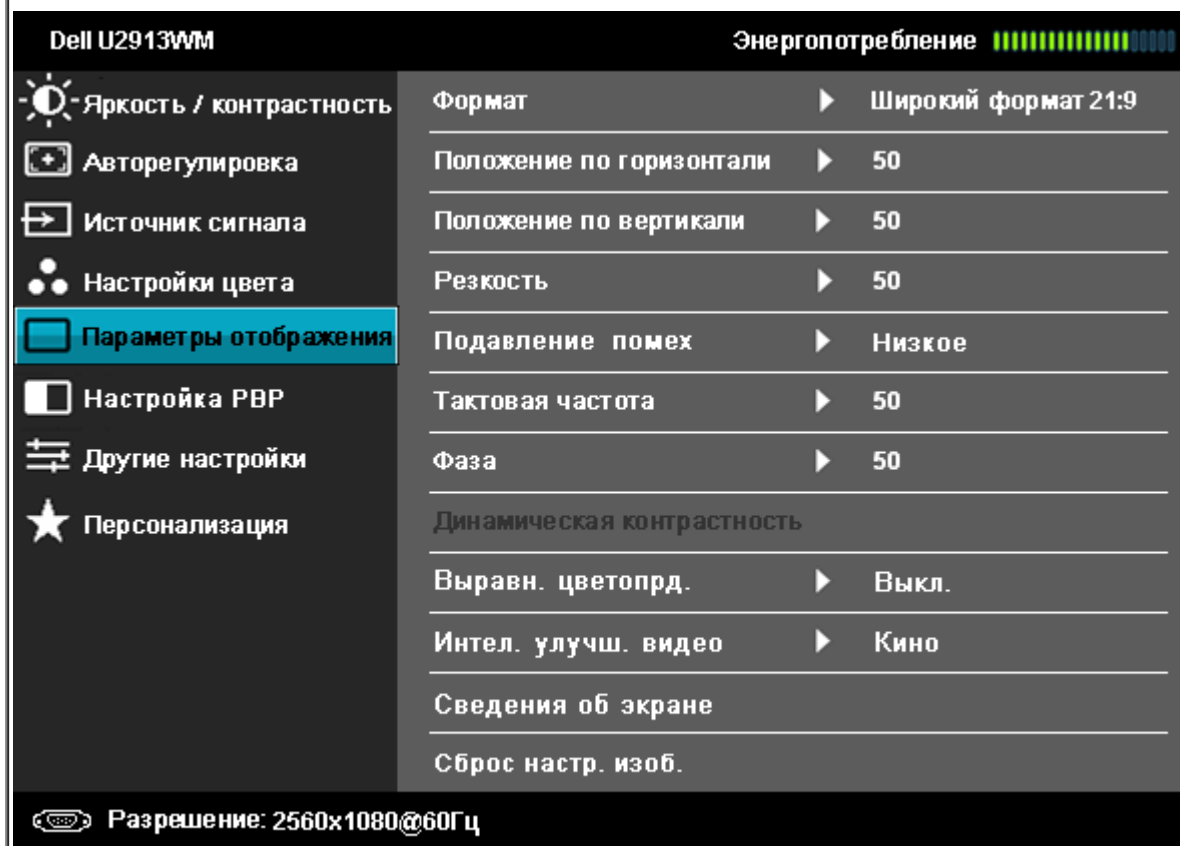 Dell U2913WM
Энергопотребление
Яркость / контрастность
Авторегулировка
Источник сигнала
Настройки цвета
Параметры отображения
Настройка PBP
Другие настройки
Персонализация
Формат Широкий формат 21:9
Положение по горизонтали 50
Положение по вертикали 50
Резкость 50
Подавление помех Низкое
Тактовая частота 50
Фаза 50
Динамическая контрастность
Выравн. цветопрд. Выкл.
Интел. улучш. видео Кино
Сведения об экране
Сброс настр. изоб.
Разрешение: 2560x1080@60Гц